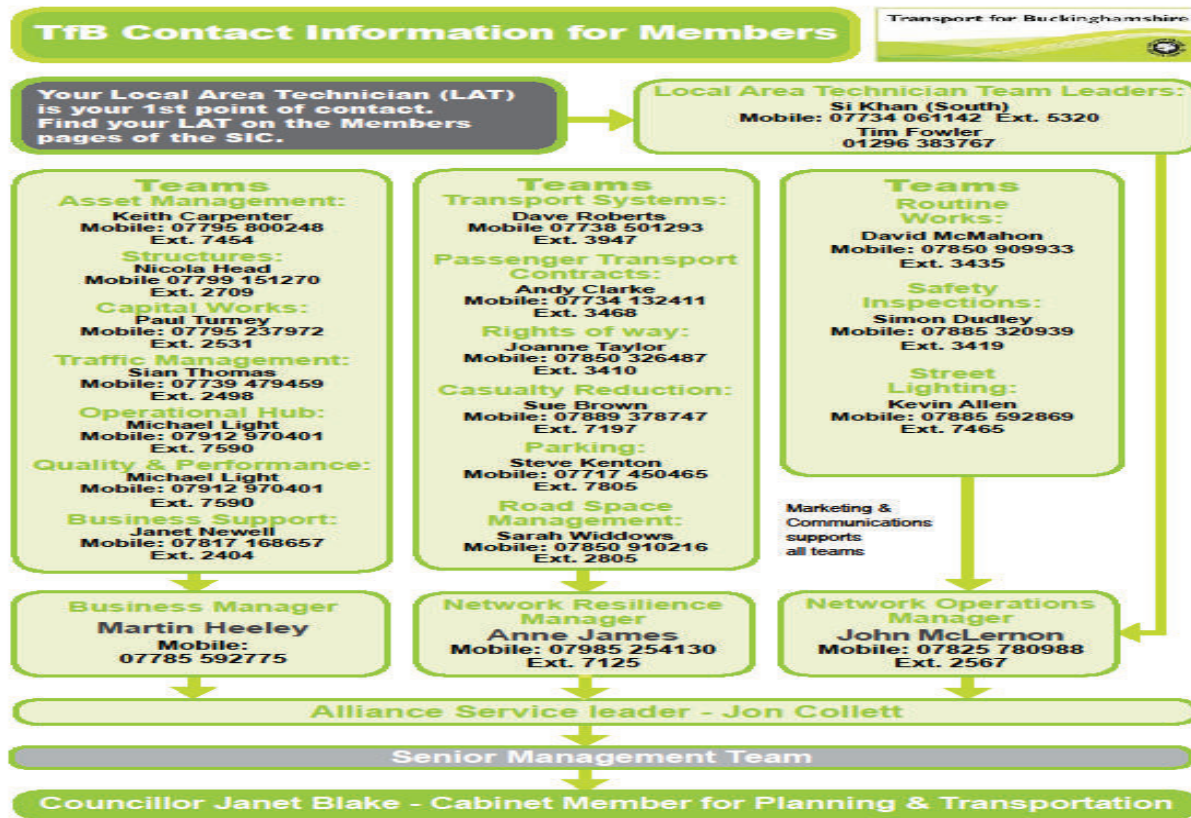 TfB Contact Information for Members
Transport for Buckinghamshire
Your Local Area Technician (LAT)
is your 1st point of contact.
Find your LAT on the Members
pages of the SIC.
Local Area Technician Team Leaders:
Si Khan (South)
Mobile: 07734 061142 Ext. 5320
Tim Fowler
01296 383767
Teams
Asset Management:
Keith Carpenter
Mobile: 07795 800248
Ext. 7454
Structures:
Nicola Head
Mobile 07799 151270
Ext. 2709
Capital Works:
Paul Turney
Mobile: 07795 237972
Ext. 2531
Traffic Management:
Sian Thomas
Mobile: 07739 479459
Ext. 2498
Operational Hub:
Michael Light
Mobile: 07912 970401
Ext. 7590
Quality & Performance:
Michael Light
Mobile: 07912 970401
Ext. 7590
Business Support:
Janet Newell
Mobile: 07817 168657
Ext. 2404
Teams
Transport Systems:
Dave Roberts
Mobile 07738 501293
Ext. 3947
Passenger Transport
Contracts:
Andy Clarke
Mobile: 07734 132411
Ext. 3468
Rights of way:
Joanne Taylor
Mobile: 07850 326487
Ext. 3410
Casualty Reduction:
Sue Brown
Mobile: 07889 378747
Ext. 7197
Parking:
Steve Kenton
Mobile: 07717 450465
Ext. 7805
Road Space
Management:
Sarah Widdows
Mobile: 07850 910216
Ext. 2805
Teams
Routine
Works:
David McMahon
Mobile: 07850 909933
Ext. 3435
Safety
Inspections:
Simon Dudley
Mobile: 07885 320939
Ext. 3419
Street
Lighting:
Kevin Allen
Mobile: 07885 592869
Ext. 7465
Marketing &
Communications
supports
all teams
Business Manager
Martin Heeley
Mobile:
07785 592775
Network Resilience
Manager
Anne James
Mobile: 07985 254130
Ext. 7125
Network Operations
Manager
John McLernon
Mobile: 07825 780988
Ext. 2567
Alliance Service leader - Jon Collett
Senior Management Team
Councillor Janet Blake - Cabinet Member for Planning & Transportation